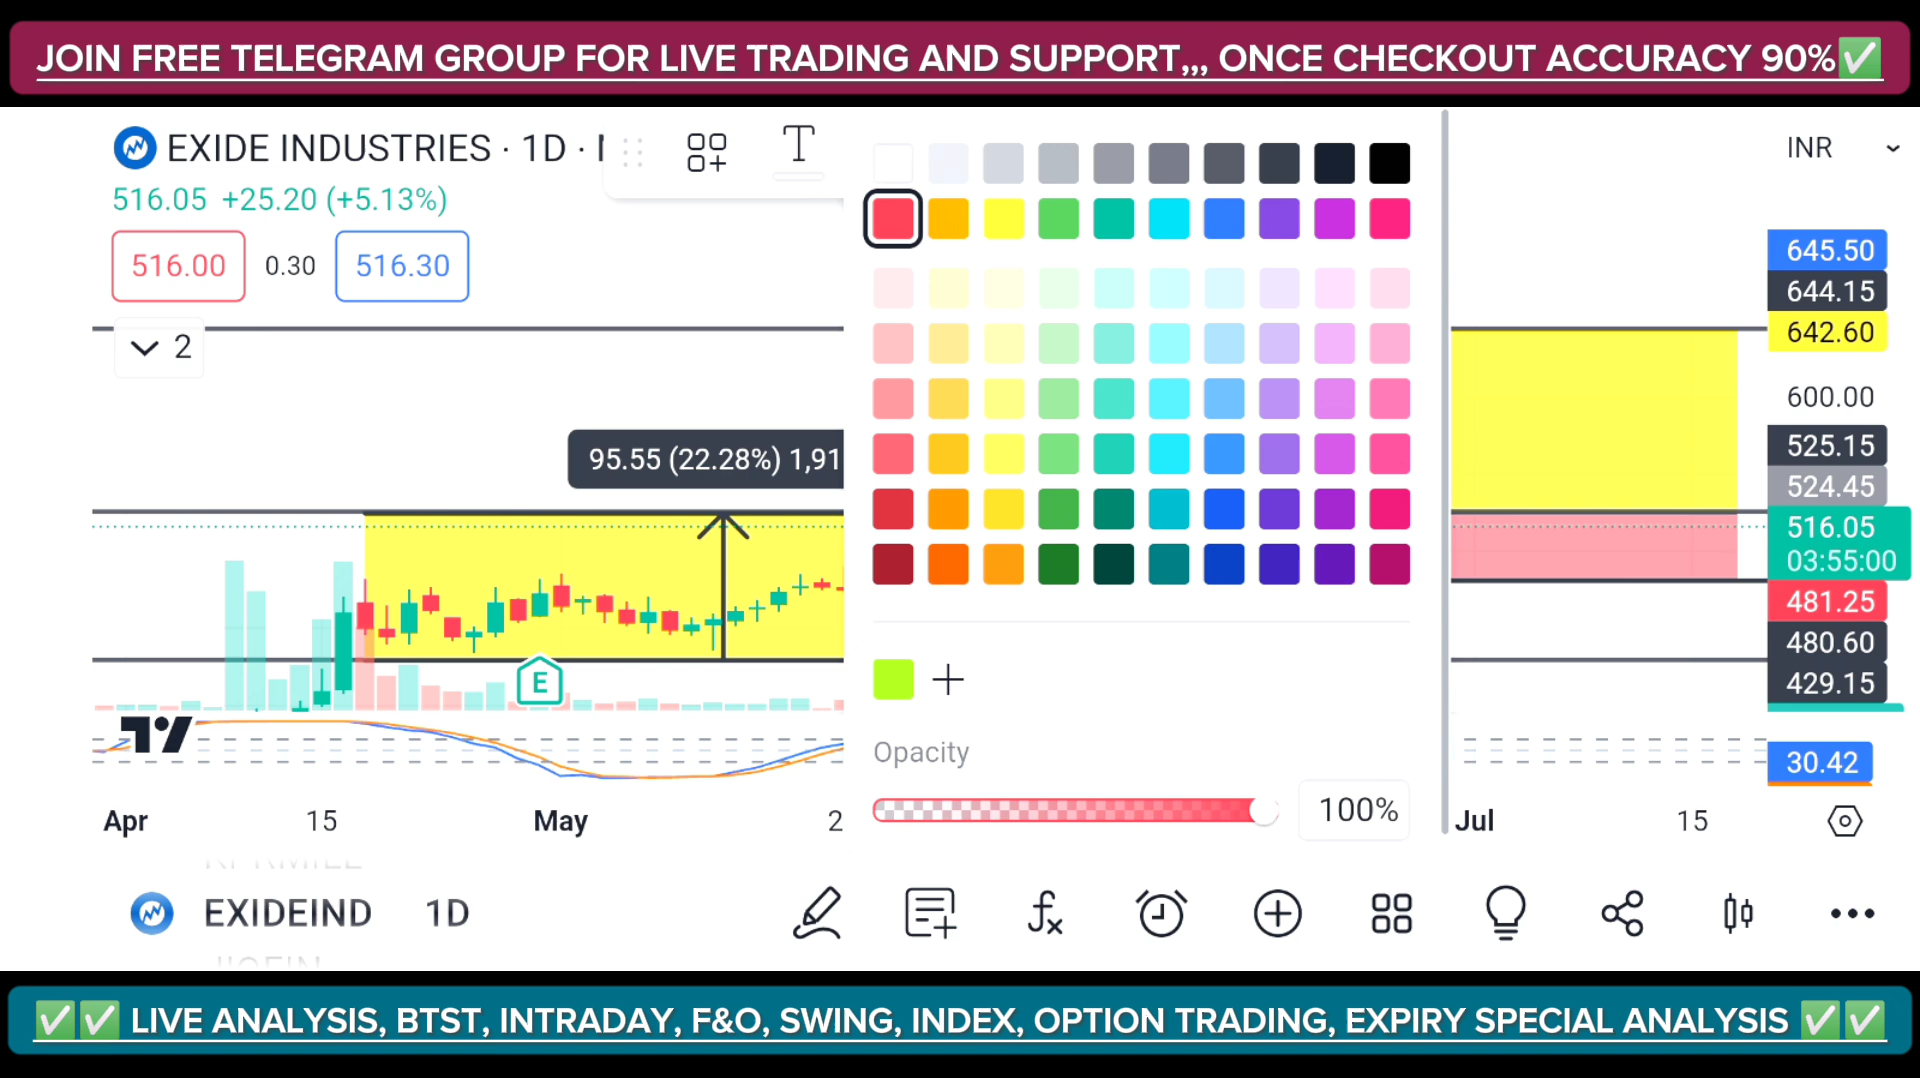 JOIN FREE TELEGRAM GROUP FOR LIVE TRADING AND SUPPORT,,, ONCE CHECKOUT ACCURACY 90%✅
EXIDE INDUSTRIES · 1D ·
INR
516.05 +25.20 (+5.13%)
516.00 0.30 516.30
2
645.50
644.15
642.60
600.00
95.55 (22.28%) 1,91
525.15
524.45
516.05
03:55:00
481.25
480.60
429.15
E
Opacity
30.42
100%
Apr 15 May 2 Jul 15
EXIDEIND 1D
✅✅ LIVE ANALYSIS, BTST, INTRADAY, F&O, SWING, INDEX, OPTION TRADING, EXPIRY SPECIAL ANALYSIS ✅✅